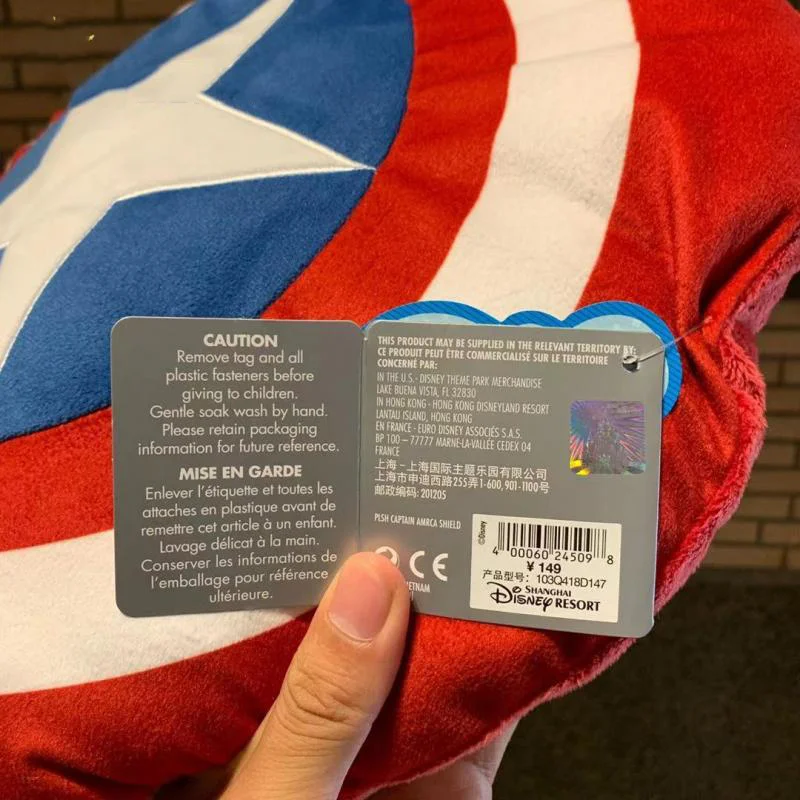 CAUTION
Remove tag and all
plastic fasteners before
giving to children.
Gentle soak wash by hand.
Please retain packaging
information for future reference.
MISE EN GARDE
Enlever l'étiquette et toutes les
attaches en plastique avant de
remettre cet article à un enfant.
Lavage délicat à la main.
Conserver les informations de
l'emballage pour référence
ultérieure.
THIS PRODUCT MAY BE SUPPLIED IN THE RELEVANT TERRITORY BY:
CE PRODUIT PEUT ÊTRE COMMERCIALISÉ SUR LE TERRITOIRE
CONCERNÉ PAR:
IN THE U.S. - DISNEY THEME PARK MERCHANDISE
LAKE BUENA VISTA, FL 32830
IN HONG KONG - HONG KONG DISNEYLAND RESORT
LANTAU ISLAND, HONG KONG
EN FRANCE - EURO DISNEY ASSOCIÉS S.A.S.
BP 100 – 77777 MARNE-LA-VALLÉE CEDEX 04
FRANCE
上海 – 上海国际主题乐园有限公司
上海市申迪西路255弄1-600, 901-1100号
邮政编码: 201205
PLSH CAPTAIN AMRCA SHIELD
CE
VIETNAM
©Disney
4 00060 24509 8
¥ 149
产品型号: 103Q418D147
SHANGHAI
Disney RESORT